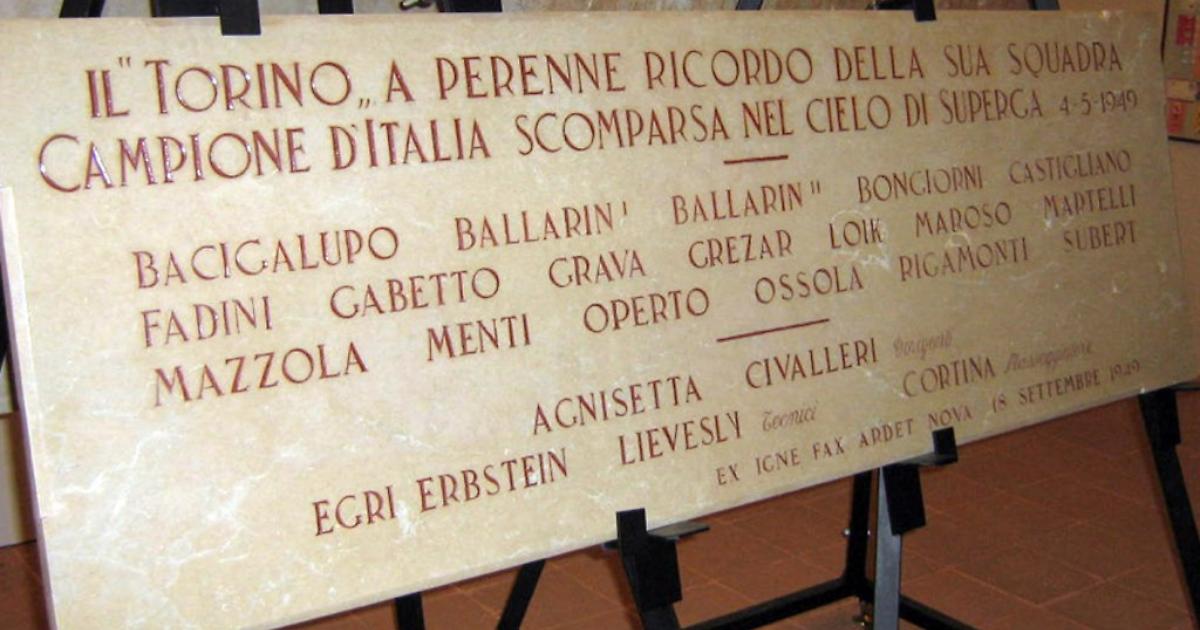 IL "TORINO„ A PERENNE RICORDO DELLA SUA SQUADRA
CAMPIONE D'ITALIA SCOMPARSA NEL CIELO DI SUPERGA 4-5-1949
BACIGALUPO BALLARIN' BALLARIN" BONGIORNI CASTIGLIANO
FADINI GABETTO GRAVA GREZAR LOIK MAROSO MARTELLI
MAZZOLA MENTI OPERTO OSSOLA RIGAMONTI SUBERT
AGNISETTA CIVALLERI Dirigenti
EGRI ERBSTEIN LIEVESLY Tecnici CORTINA Massaggiatore
EX IGNE FAX ARDET NOVA 18 SETTEMBRE 1949